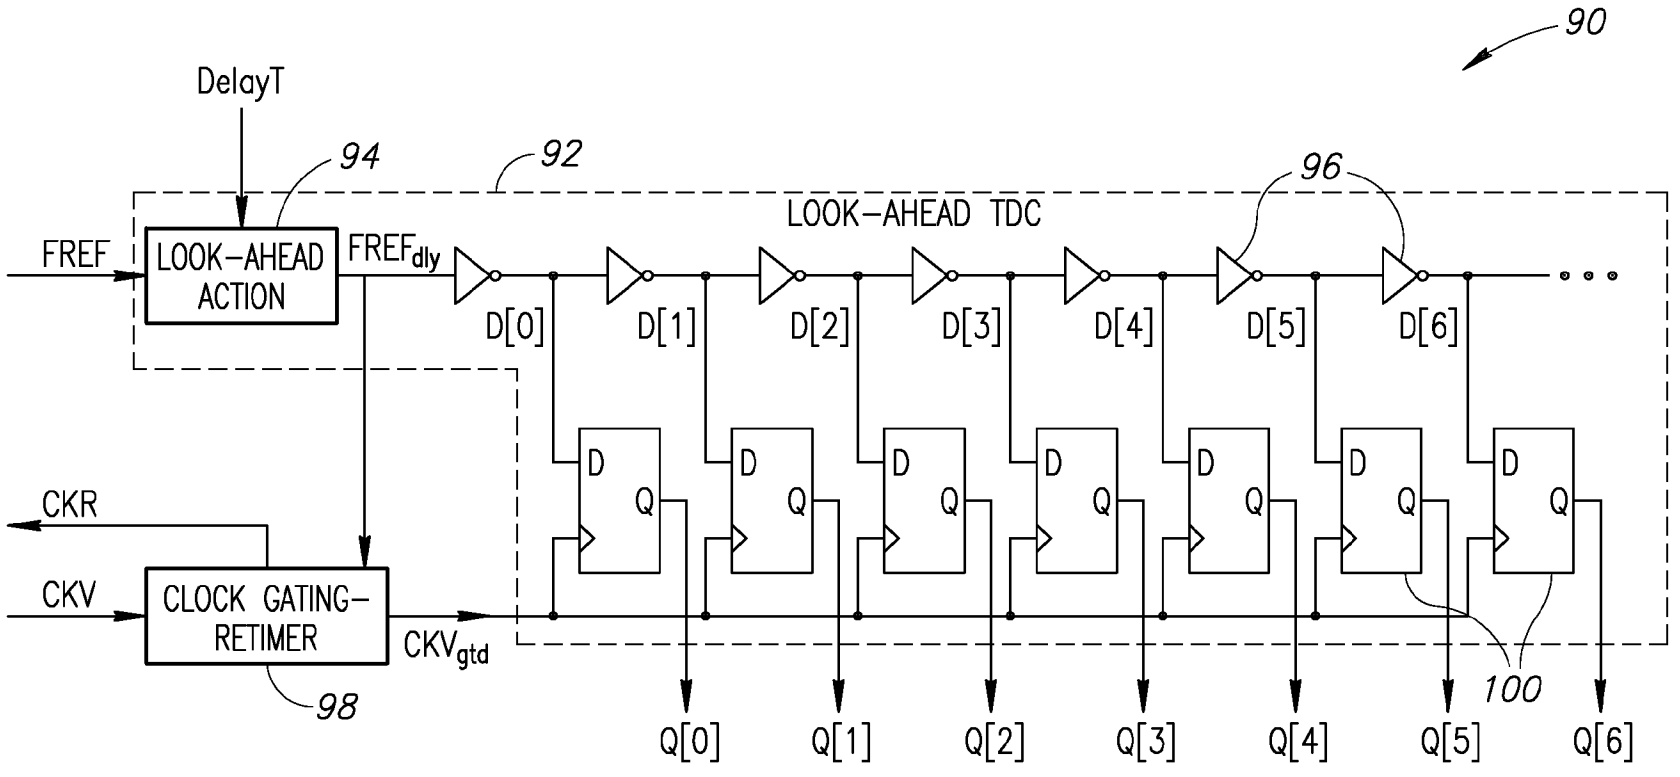 90
DelayT
94
92
96
LOOK-AHEAD TDC
FREF
LOOK-AHEAD
ACTION
FREFdly
D[0]
D[1]
D[2]
D[3]
D[4]
D[5]
D[6]
D
D
D
D
D
D
D
Q
Q
Q
Q
Q
Q
Q
CKR
CKV
CLOCK GATING-
RETIMER
CKVgtd
98
100
Q[0]
Q[1]
Q[2]
Q[3]
Q[4]
Q[5]
Q[6]